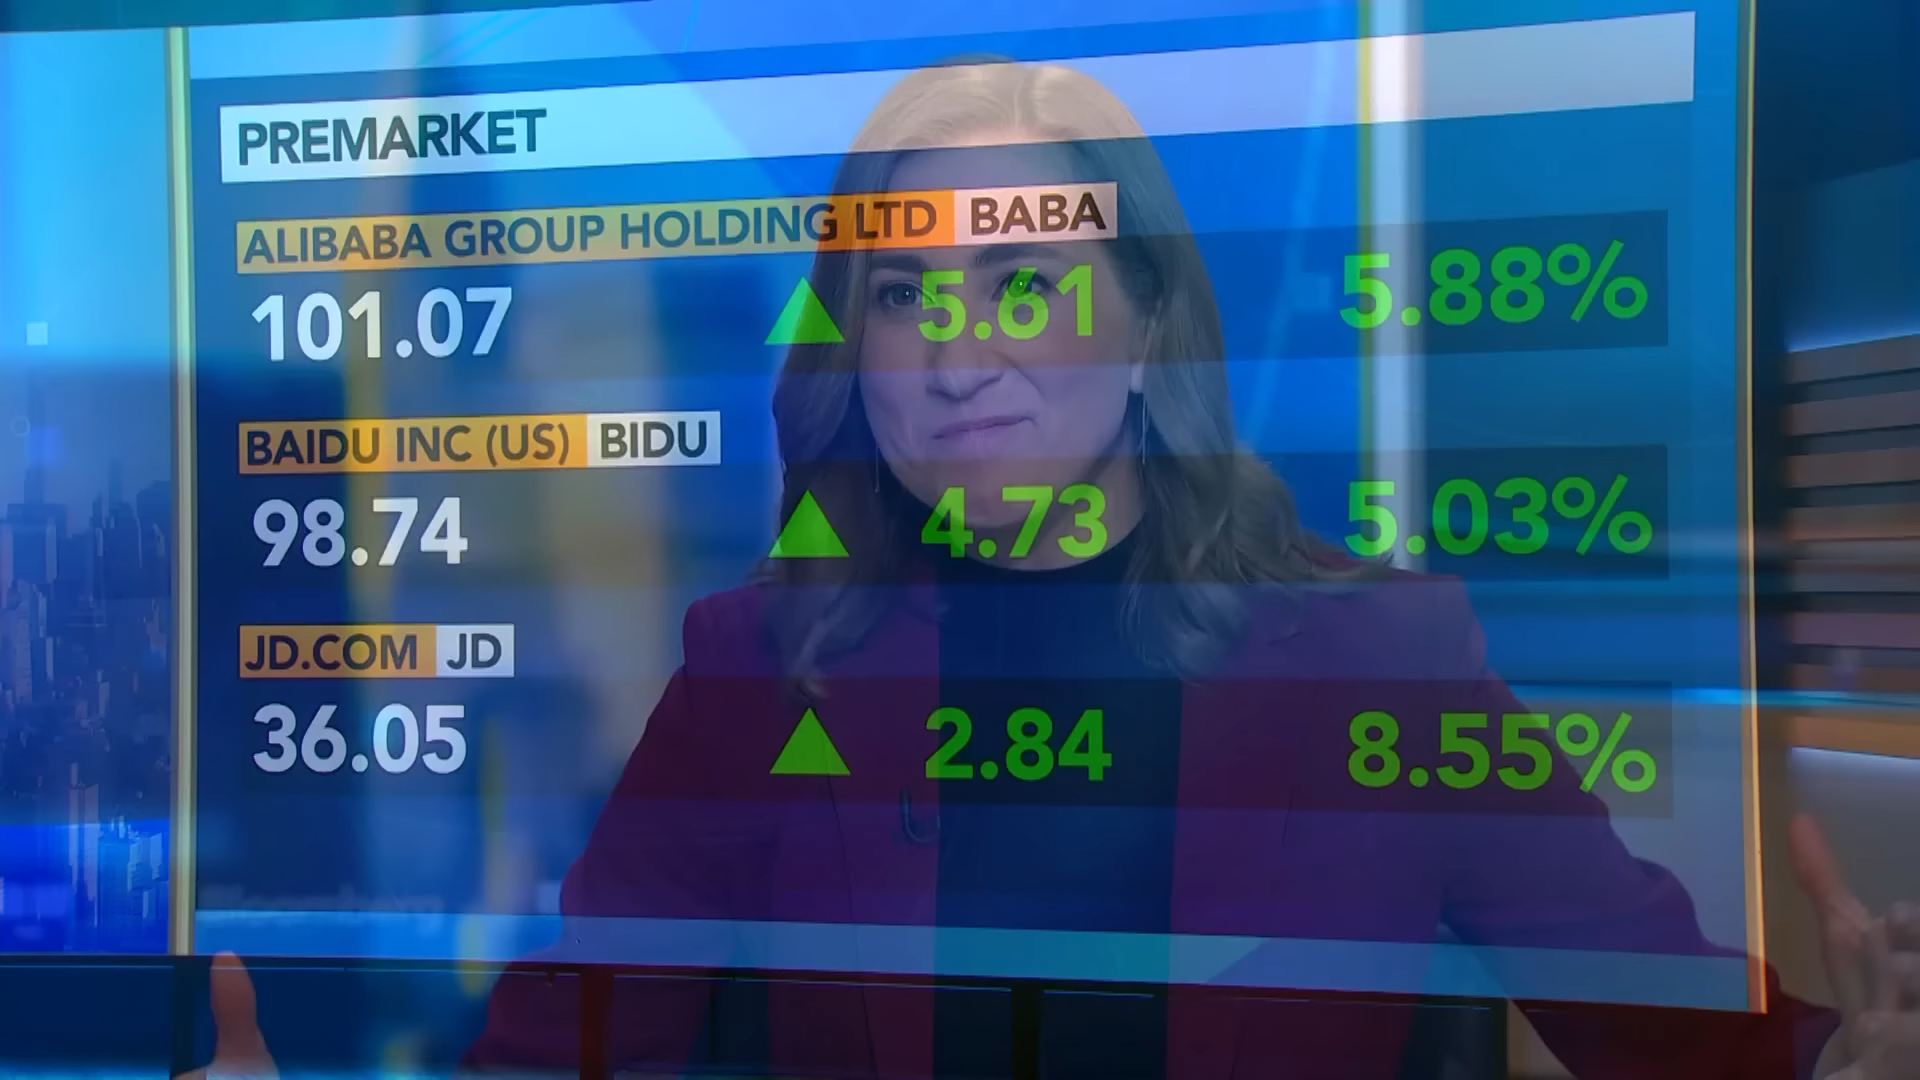 PREMARKET
ALIBABA GROUP HOLDING LTD BABA
101.07 ▲ 5.61 5.88%
BAIDU INC (US) BIDU
98.74 ▲ 4.73 5.03%
JD.COM JD
36.05 ▲ 2.84 8.55%